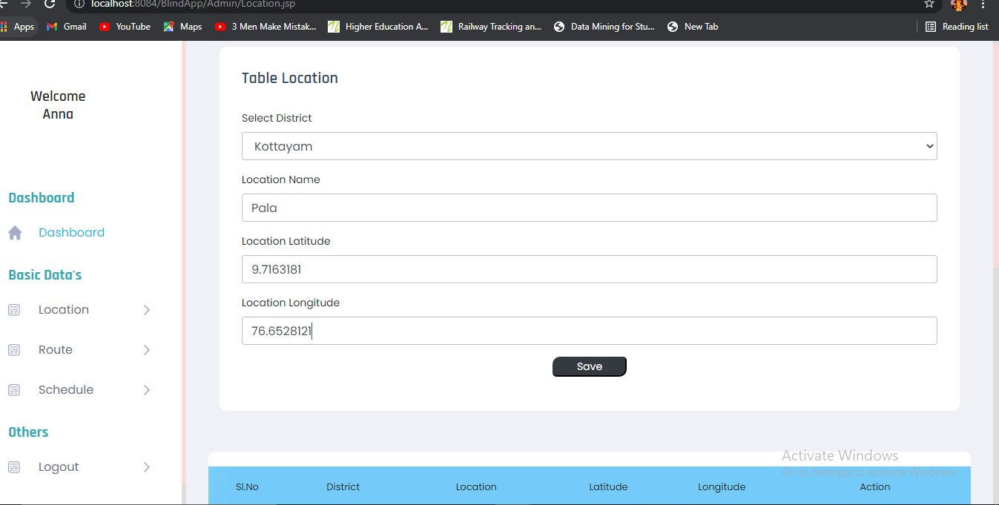 localhost:8084/BlindApp/Admin/Location.jsp
Apps Gmail YouTube Maps 3 Men Make Mistak... Higher Education A... Railway Tracking an... Data Mining for Stu... New Tab Reading list
Welcome
Anna
Dashboard
Dashboard
Basic Data's
Location
Route
Schedule
Others
Logout
Table Location
Select District
Kottayam
Location Name
Pala
Location Latitude
9.7163181
Location Longitude
76.6528121
Save
Activate Windows
Go to Settings to activate Windows.
Sl.No District Location Latitude Longitude Action